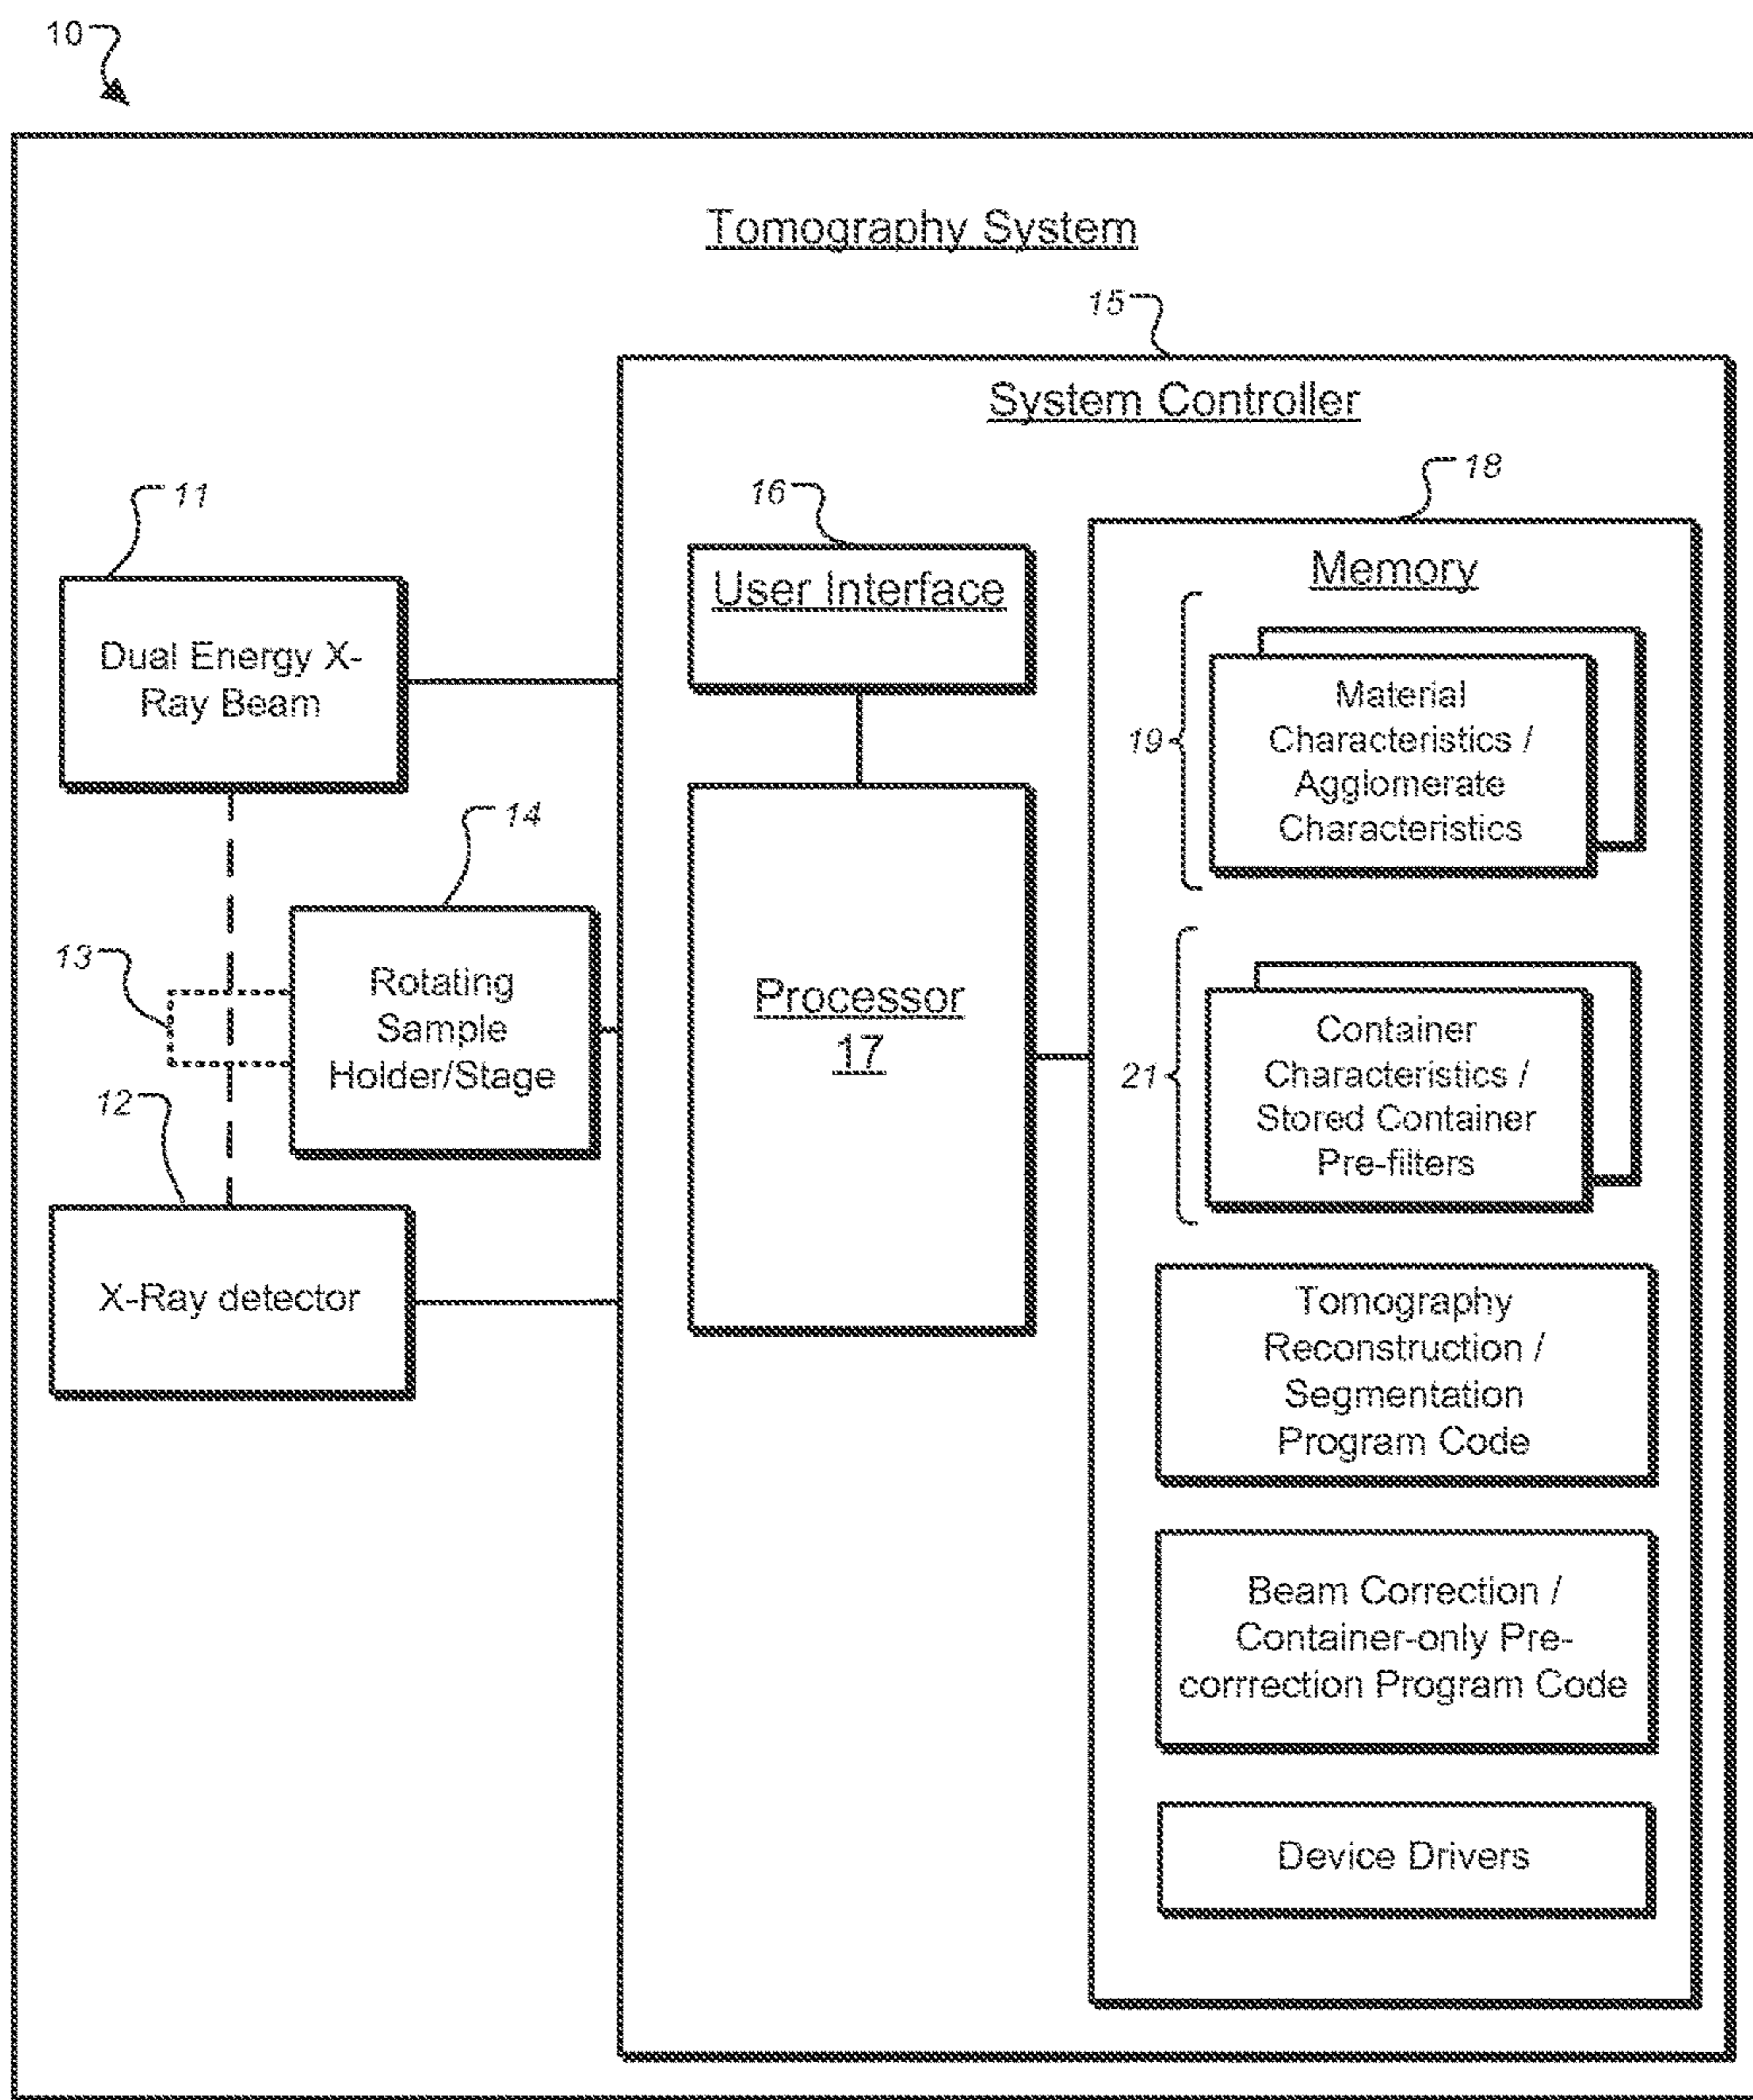 10
Tomography System
15
System Controller
11
Dual Energy X-
Ray Beam
16
User Interface
18
Memory
19
Material
Characteristics /
Agglomerate
Characteristics
14
13
Rotating
Sample
Holder/Stage
Processor
17
21
Container
Characteristics /
Stored Container
Pre-filters
12
X-Ray detector
Tomography
Reconstruction /
Segmentation
Program Code
Beam Correction /
Container-only Pre-
corrrection Program Code
Device Drivers